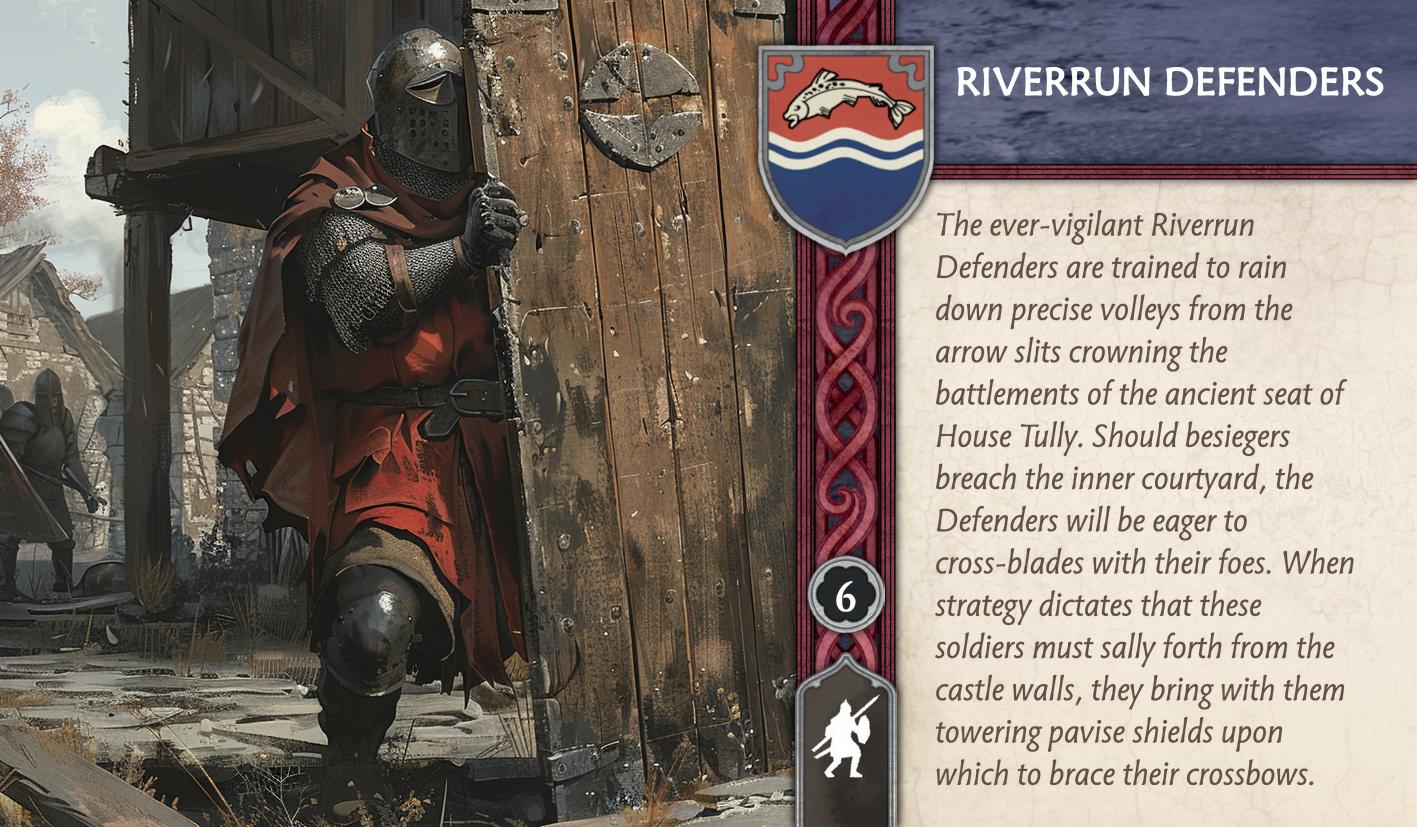 RIVERRUN DEFENDERS
The ever-vigilant Riverrun
Defenders are trained to rain
down precise volleys from the
arrow slits crowning the
battlements of the ancient seat of
House Tully. Should besiegers
breach the inner courtyard, the
Defenders will be eager to
cross-blades with their foes. When
strategy dictates that these
soldiers must sally forth from the
castle walls, they bring with them
towering pavise shields upon
which to brace their crossbows.
6